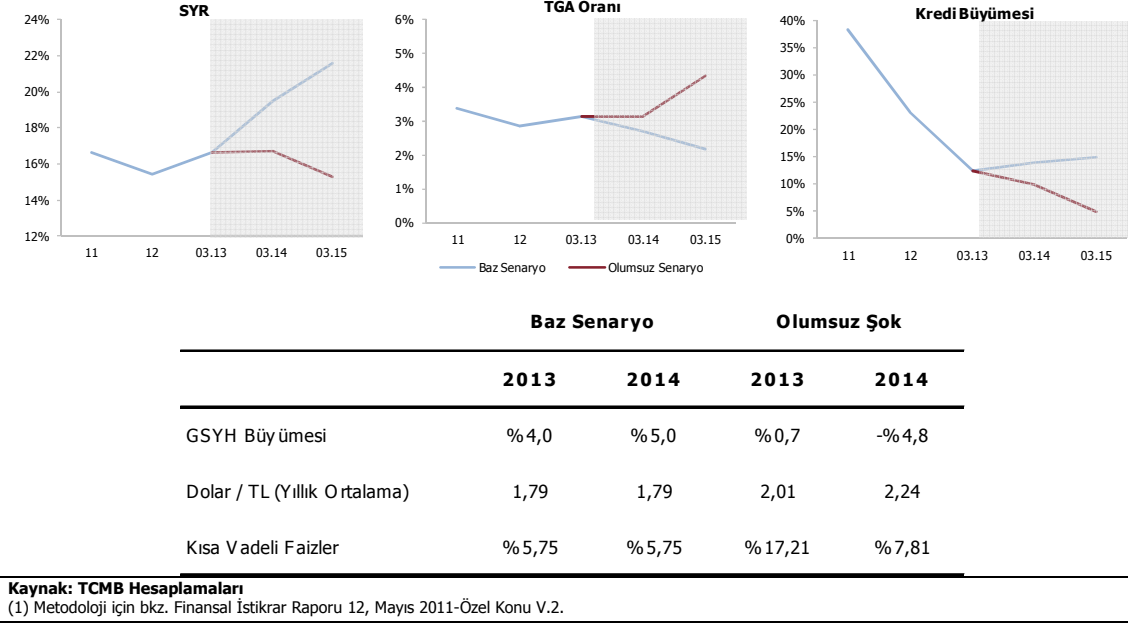 SYR
24%
22%
20%
18%
16%
14%
12%
11 12 03.13 03.14 03.15
TGA Oranı
6%
5%
4%
3%
2%
1%
0%
11 12 03.13 03.14 03.15
Baz Senaryo Olumsuz Senaryo
Kredi Büyümesi
40%
35%
30%
25%
20%
15%
10%
5%
0%
11 12 03.13 03.14 03.15
Baz Senaryo Olumsuz Şok
2013 2014 2013 2014
GSYH Büyümesi %4,0 %5,0 %0,7 -%4,8
Dolar / TL (Yıllık Ortalama) 1,79 1,79 2,01 2,24
Kısa Vadeli Faizler %5,75 %5,75 %17,21 %7,81
Kaynak: TCMB Hesaplamaları
(1) Metodoloji için bkz. Finansal İstikrar Raporu 12, Mayıs 2011-Özel Konu V.2.